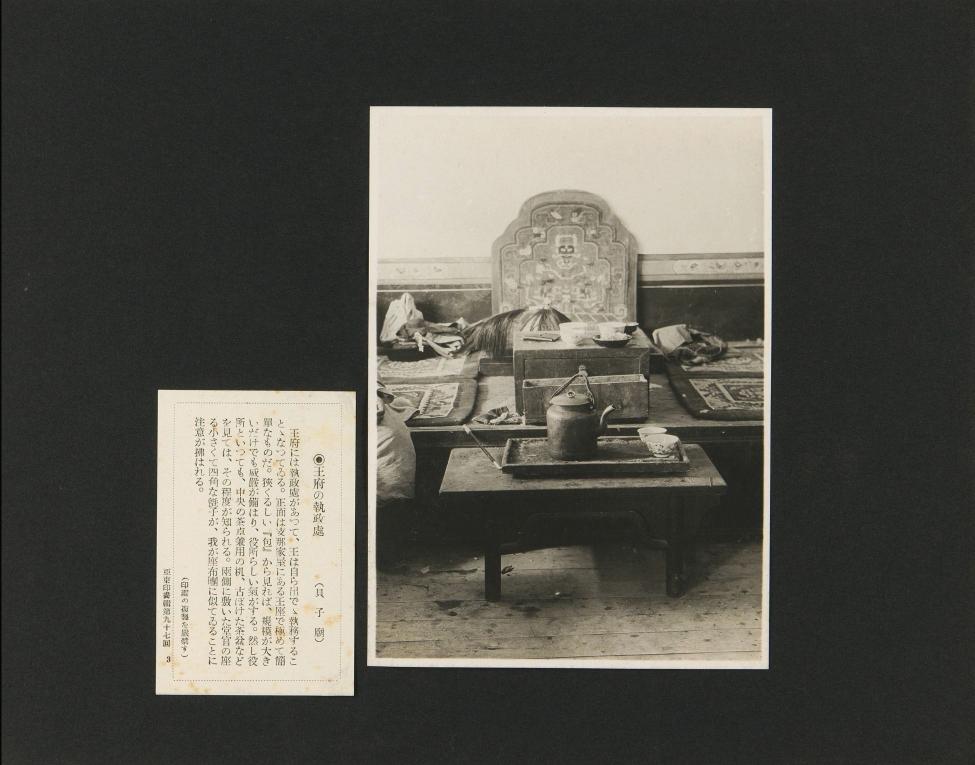 ◉王府の執政處
(貝子廟)
王府には執政處があつて、王は自ら出でゝ執務するこ
とゝなつてゐる。正面は支那家屋にある王座で極めて簡
單なものだ。狹くるしい『包』から見れば、規模が大き
いだけでも威嚴が備はり、役所らしい氣がする。然し役
所といつても、中央の茶点兼用の机、古ぼけた茶盆など
を見ては、その程度が知られる。兩側に敷いた堂官の座
る小さくて四角な毯子が、我が座布團に似てゐることに
注意が拂はれる。
(印畫の複製を嚴禁す)
亞東印畫輯第九十七回 3